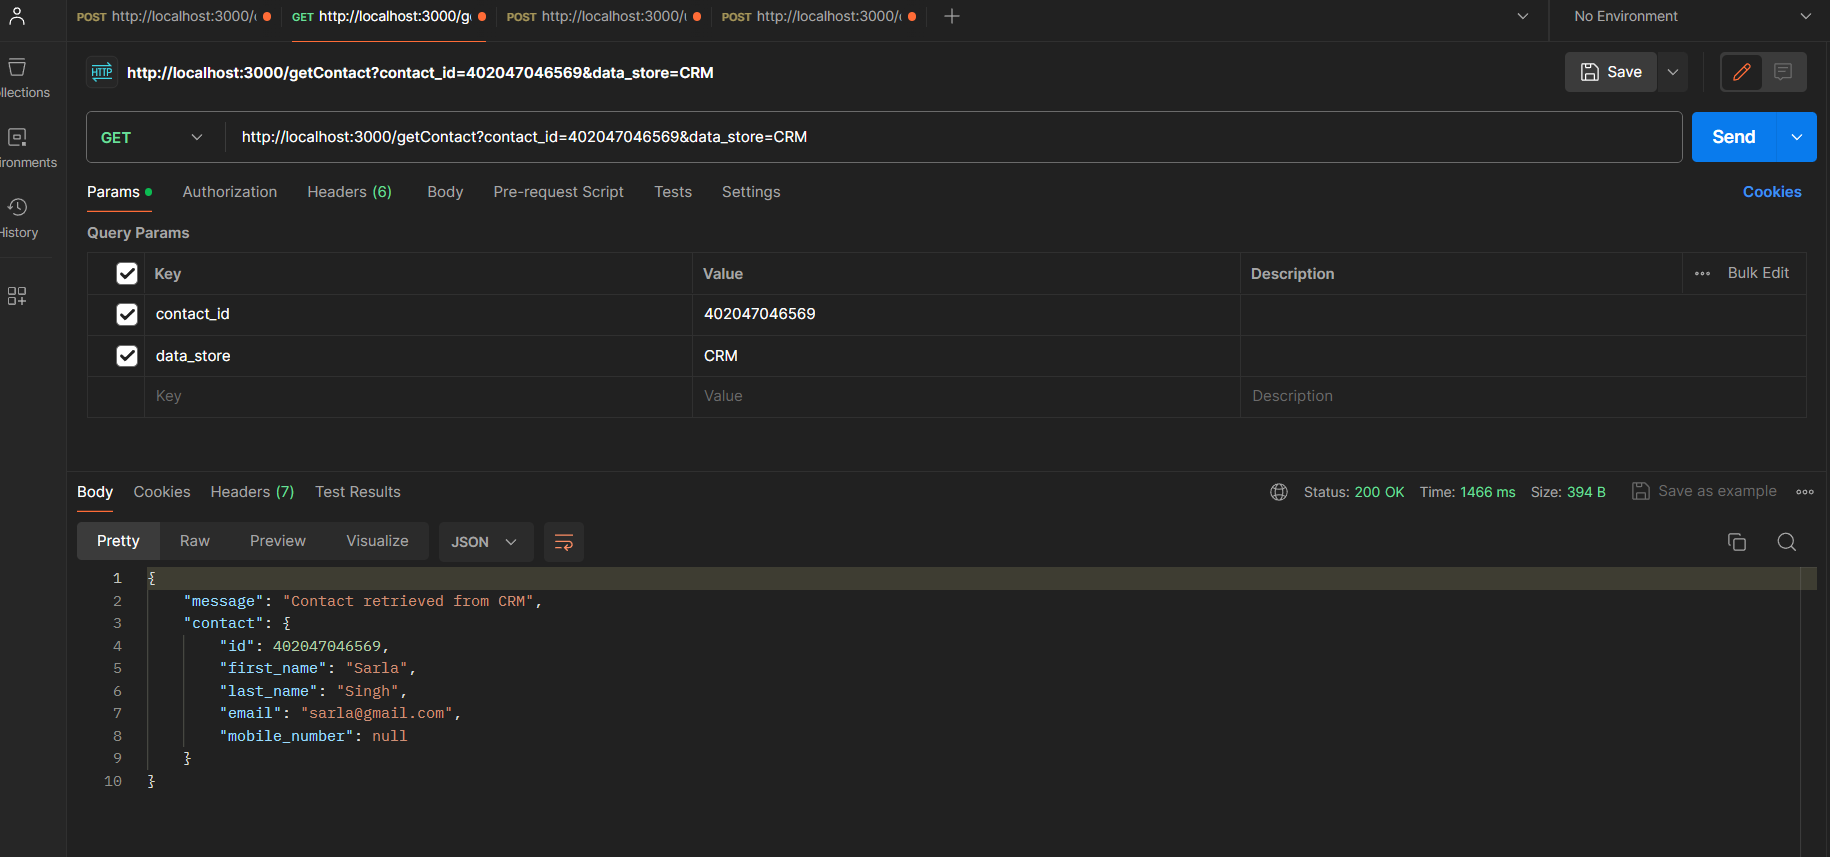 POST http://localhost:3000/
GET http://localhost:3000/g
POST http://localhost:3000/
POST http://localhost:3000/
No Environment
http://localhost:3000/getContact?contact_id=402047046569&data_store=CRM
Save
llections
GET
http://localhost:3000/getContact?contact_id=402047046569&data_store=CRM
Send
ironments
Params
Authorization
Headers (6)
Body
Pre-request Script
Tests
Settings
Cookies
History
Query Params
Key Value Description Bulk Edit
contact_id 402047046569
data_store CRM
Key Value Description
Body
Cookies
Headers (7)
Test Results
Status: 200 OK
Time: 1466 ms
Size: 394 B
Save as example
Pretty
Raw
Preview
Visualize
JSON
1 {
2 "message": "Contact retrieved from CRM",
3 "contact": {
4 "id": 402047046569,
5 "first_name": "Sarla",
6 "last_name": "Singh",
7 "email": "sarla@gmail.com",
8 "mobile_number": null
9 }
10 }